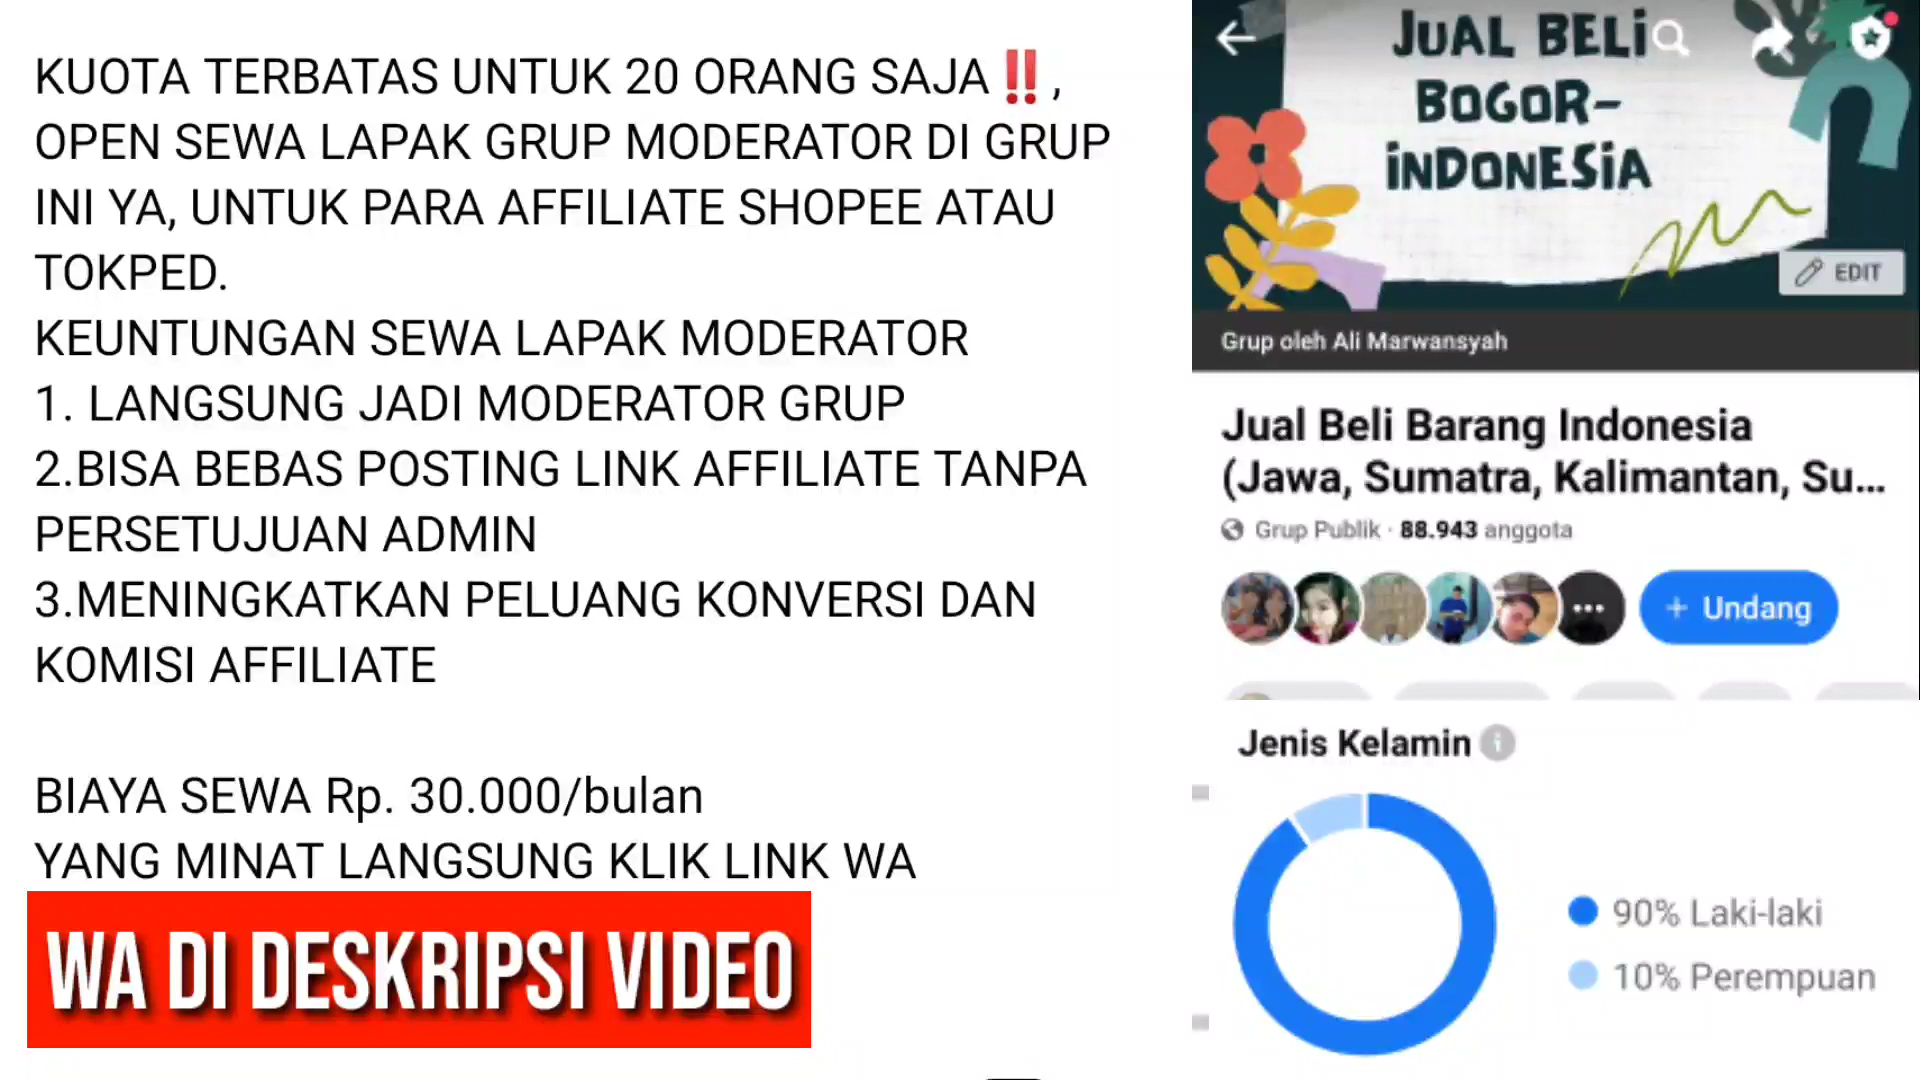 KUOTA TERBATAS UNTUK 20 ORANG SAJA‼️,
OPEN SEWA LAPAK GRUP MODERATOR DI GRUP
INI YA, UNTUK PARA AFFILIATE SHOPEE ATAU
TOKPED.
KEUNTUNGAN SEWA LAPAK MODERATOR
1. LANGSUNG JADI MODERATOR GRUP
2.BISA BEBAS POSTING LINK AFFILIATE TANPA
PERSETUJUAN ADMIN
3.MENINGKATKAN PELUANG KONVERSI DAN
KOMISI AFFILIATE
BIAYA SEWA Rp. 30.000/bulan
YANG MINAT LANGSUNG KLIK LINK WA
WA DI DESKRIPSI VIDEO
JUAL BELI
BOGOR-
INDONESIA
EDIT
Grup oleh Ali Marwansyah
Jual Beli Barang Indonesia
(Jawa, Sumatra, Kalimantan, Su...
Grup Publik · 88.943 anggota
+ Undang
Jenis Kelamin
90% Laki-laki
10% Perempuan